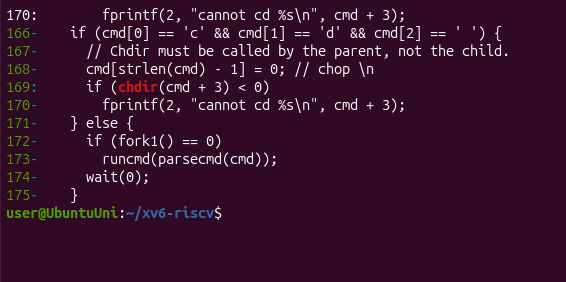 170:        fprintf(2, "cannot cd %s\n", cmd + 3);
166-    if (cmd[0] == 'c' && cmd[1] == 'd' && cmd[2] == ' ') {
167-      // Chdir must be called by the parent, not the child.
168-      cmd[strlen(cmd) - 1] = 0; // chop \n
169:      if (chdir(cmd + 3) < 0)
170-        fprintf(2, "cannot cd %s\n", cmd + 3);
171-    } else {
172-      if (fork1() == 0)
173-        runcmd(parsecmd(cmd));
174-      wait(0);
175-    }
user@UbuntuUni:~/xv6-riscv$